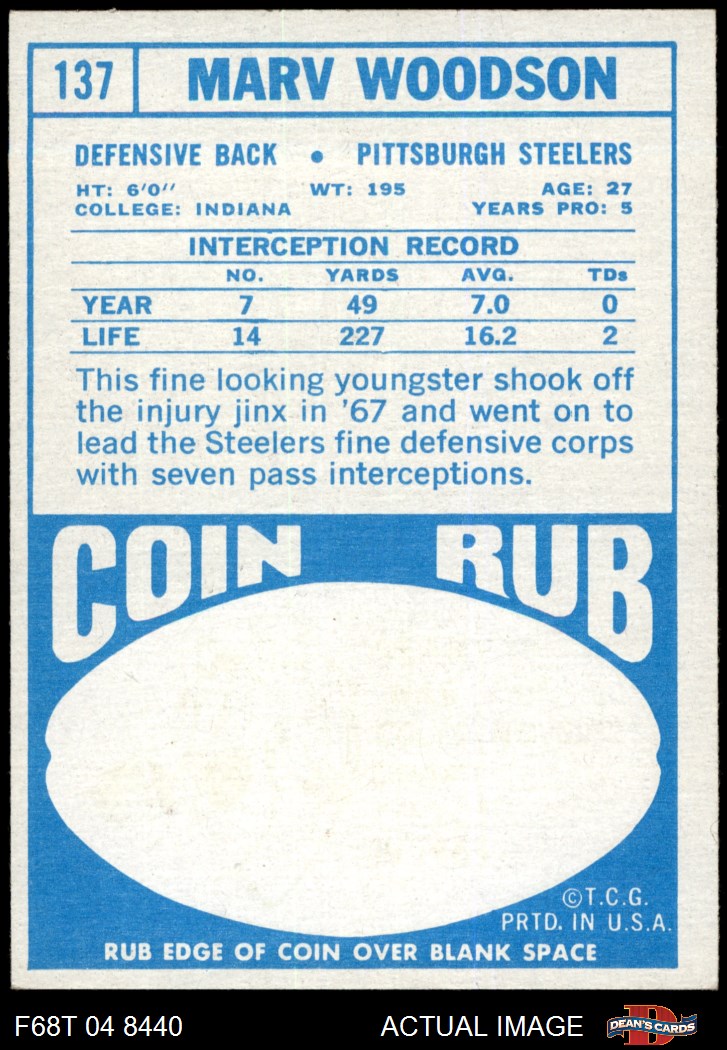 137 MARV WOODSON
DEFENSIVE BACK • PITTSBURGH STEELERS
HT: 6'0'' WT: 195 AGE: 27
COLLEGE: INDIANA YEARS PRO: 5
INTERCEPTION RECORD
NO. YARDS AVG. TDs
YEAR 7 49 7.0 0
LIFE 14 227 16.2 2
This fine looking youngster shook off
the injury jinx in '67 and went on to
lead the Steelers fine defensive corps
with seven pass interceptions.
COIN RUB
©T.C.G.
PRTD. IN U.S.A.
RUB EDGE OF COIN OVER BLANK SPACE
F68T 04 8440 ACTUAL IMAGE DEAN'S CARDS